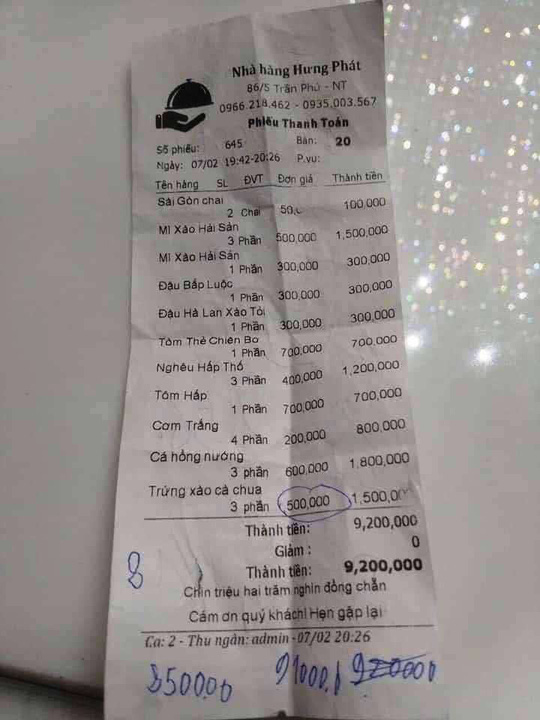 Nhà hàng Hưng Phát
86/5 Trần Phú - NT
0966.218.462 - 0935.003.567
Phiếu Thanh Toán
Số phiếu: 645 Bàn: 20
Ngày: 07/02 19:42-20:26 P.vụ:
Tên hàng SL ĐVT Đơn giá Thành tiền
Sài Gòn chai
2 Chai 100,000
Mì Xào Hải Sản
3 Phần 500,000 1,500,000
Mì Xào Hải Sản
1 Phần 300,000 300,000
Đậu Bắp Luộc
1 Phần 300,000 300,000
Đậu Hà Lan Xào Tỏi
1 Phần 300,000 300,000
Tôm Thẻ Chiên Bơ
1 Phần 700,000 700,000
Nghêu Hấp Thố
3 Phần 400,000 1,200,000
Tôm Hấp
1 Phần 700,000 700,000
Cơm Trắng
4 Phần 200,000 800,000
Cá hồng nướng
3 phần 600,000 1,800,000
Trứng xào cà chua
3 phần 500,000
Thành tiền: 9,200,000
Giảm : 0
Thành tiền: 9,200,000
Chín triệu hai trăm nghìn đồng chẵn
Cám ơn quý khách! Hẹn gặp lại
Ca: 2 - Thu ngân: admin - 07/02 20:26